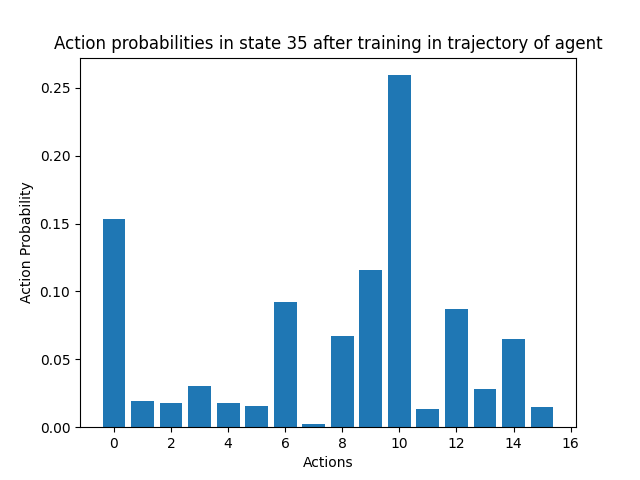 Action probabilities in state 35 after training in trajectory of agent
0.25
0.20
0.15
0.10
0.05
0.00
Action Probability
0 2 4 6 8 10 12 14 16
Actions